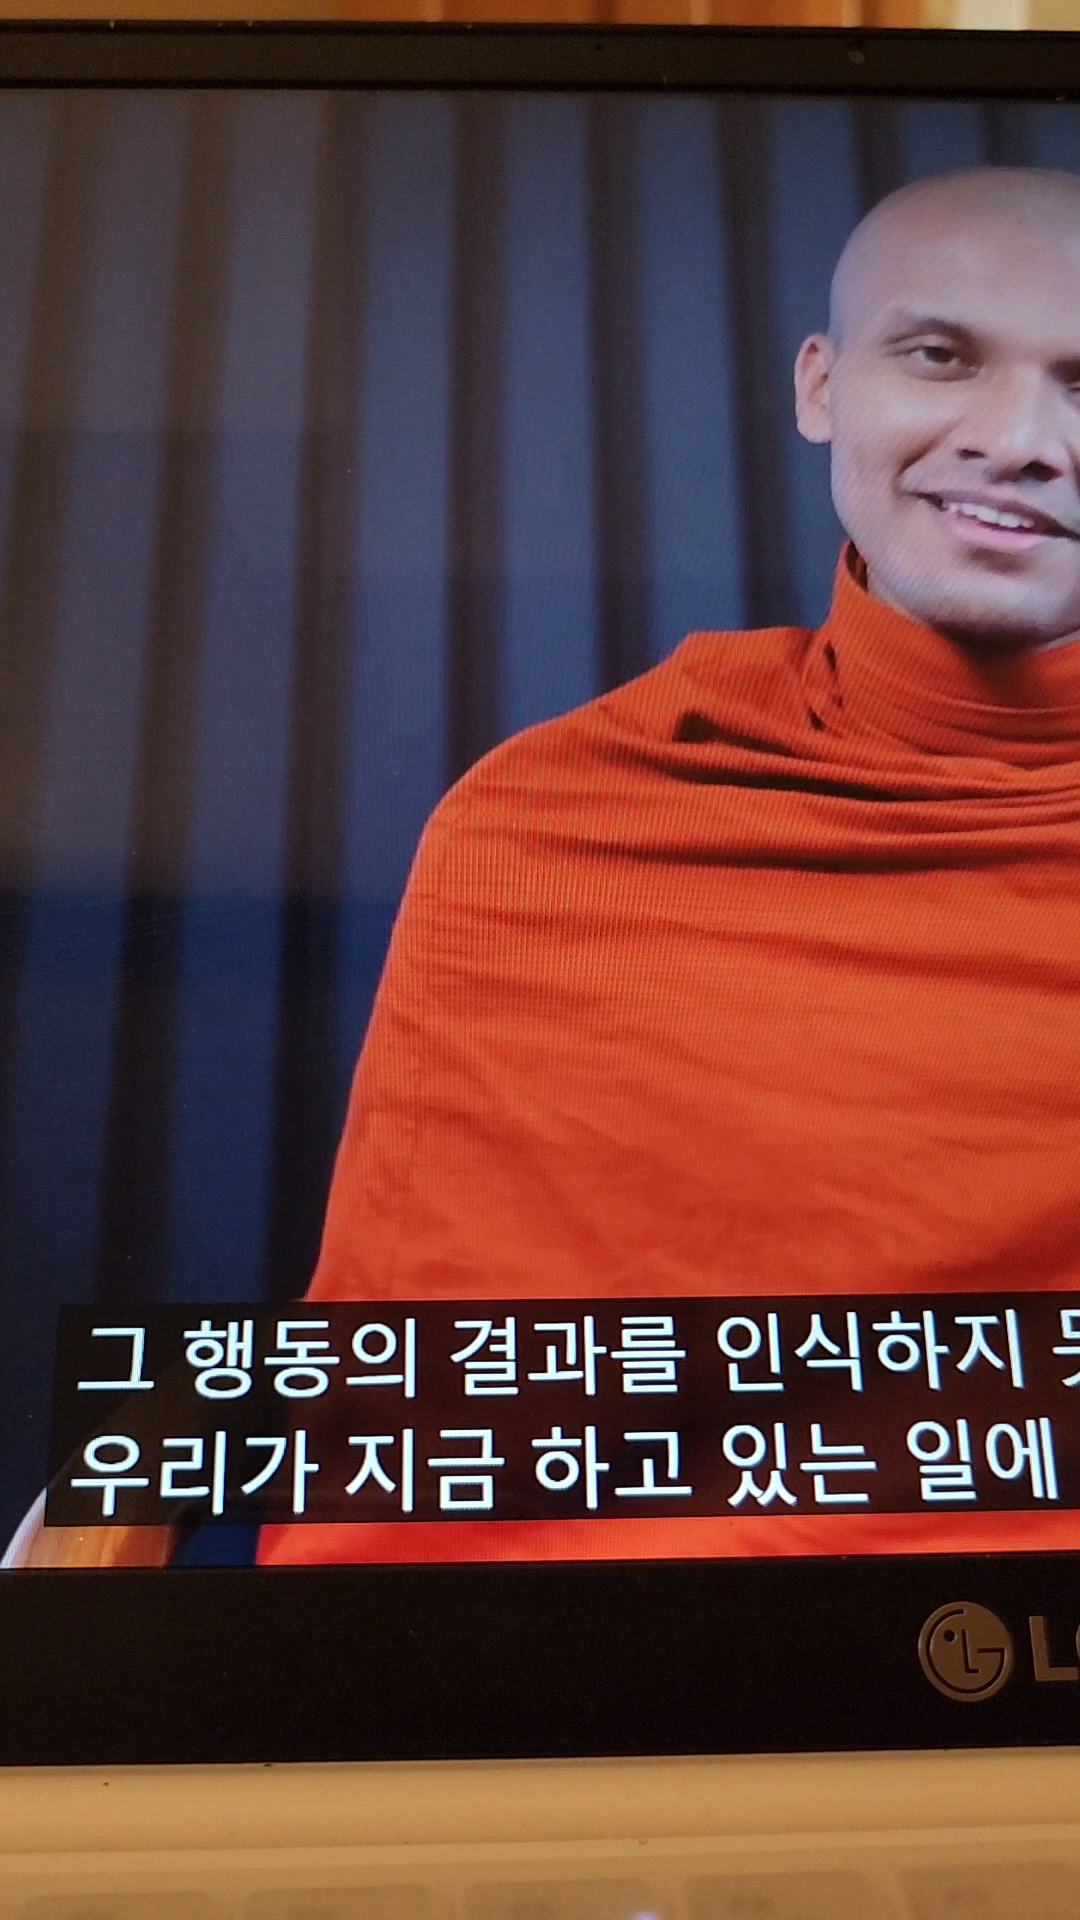 그 행동의 결과를 인식하지
우리가 지금 하고 있는 일에